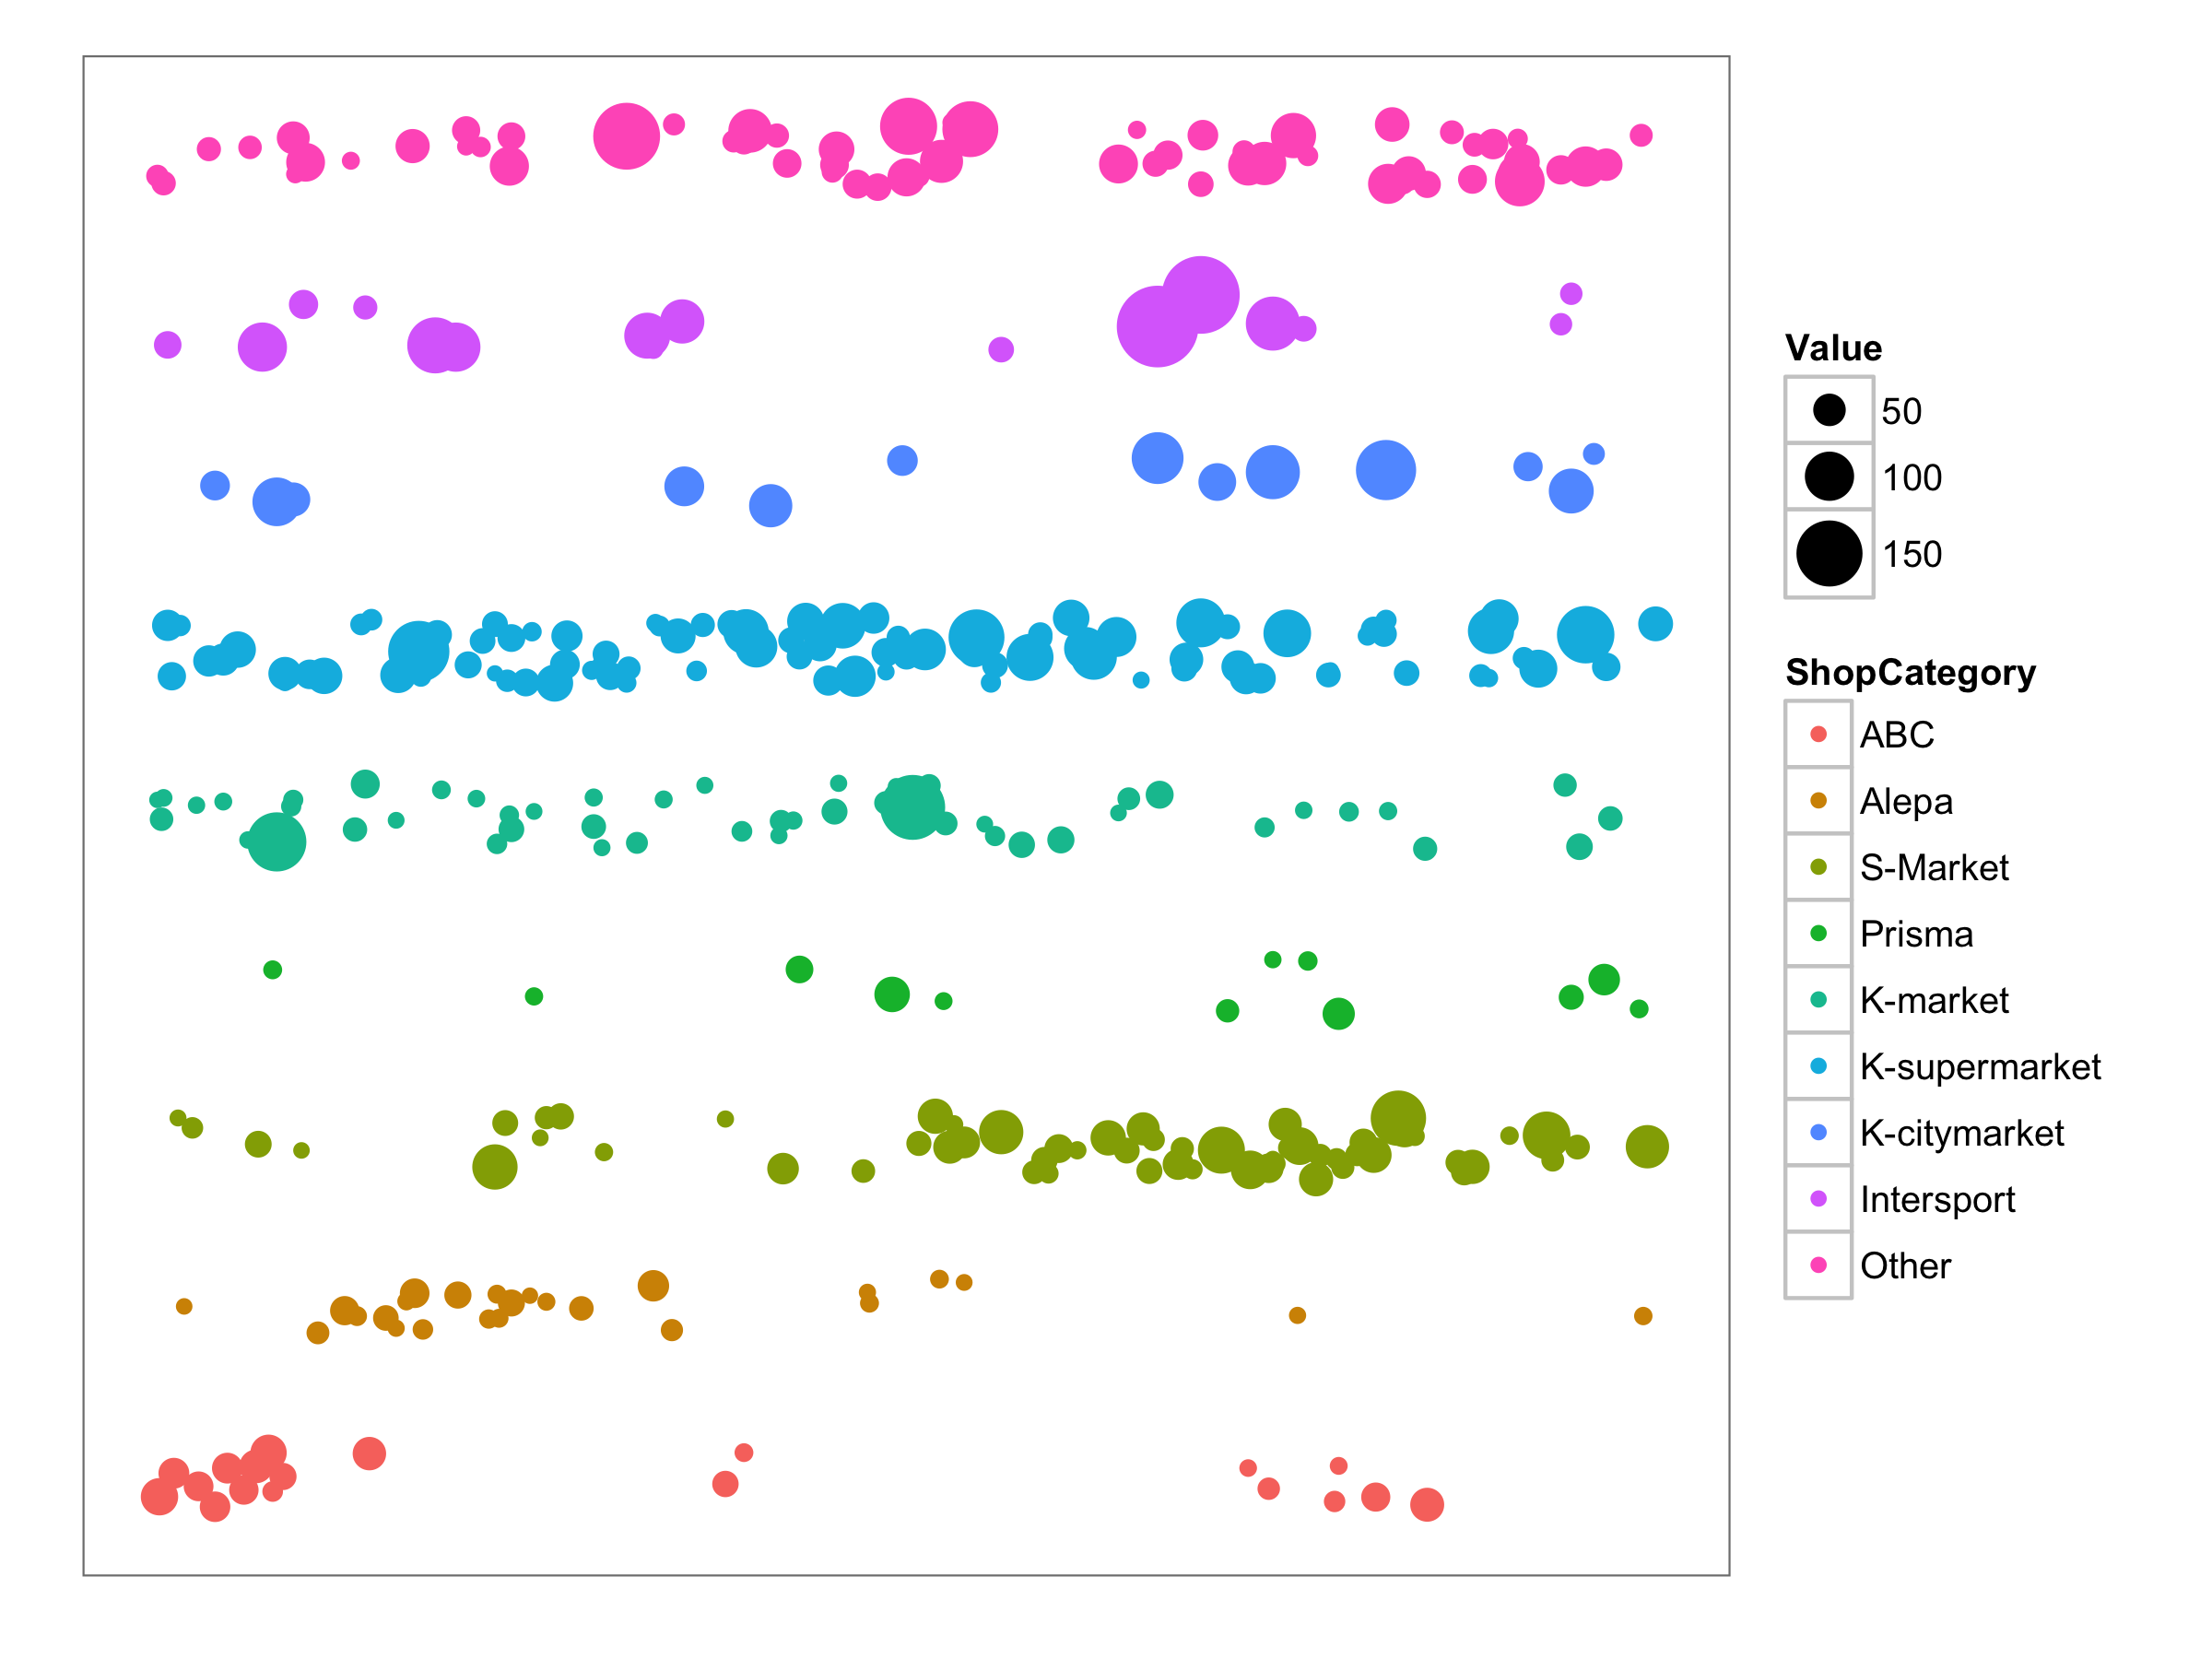 Value
50
100
150
ShopCategory
ABC
Alepa
S-Market
Prisma
K-market
K-supermarket
K-citymarket
Intersport
Other